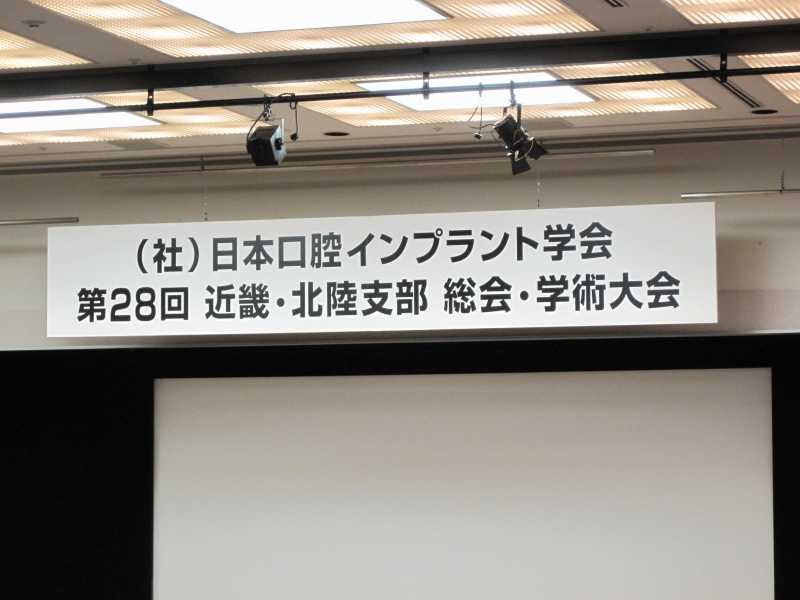 （社）日本口腔インプラント学会
第28回 近畿・北陸支部 総会・学術大会